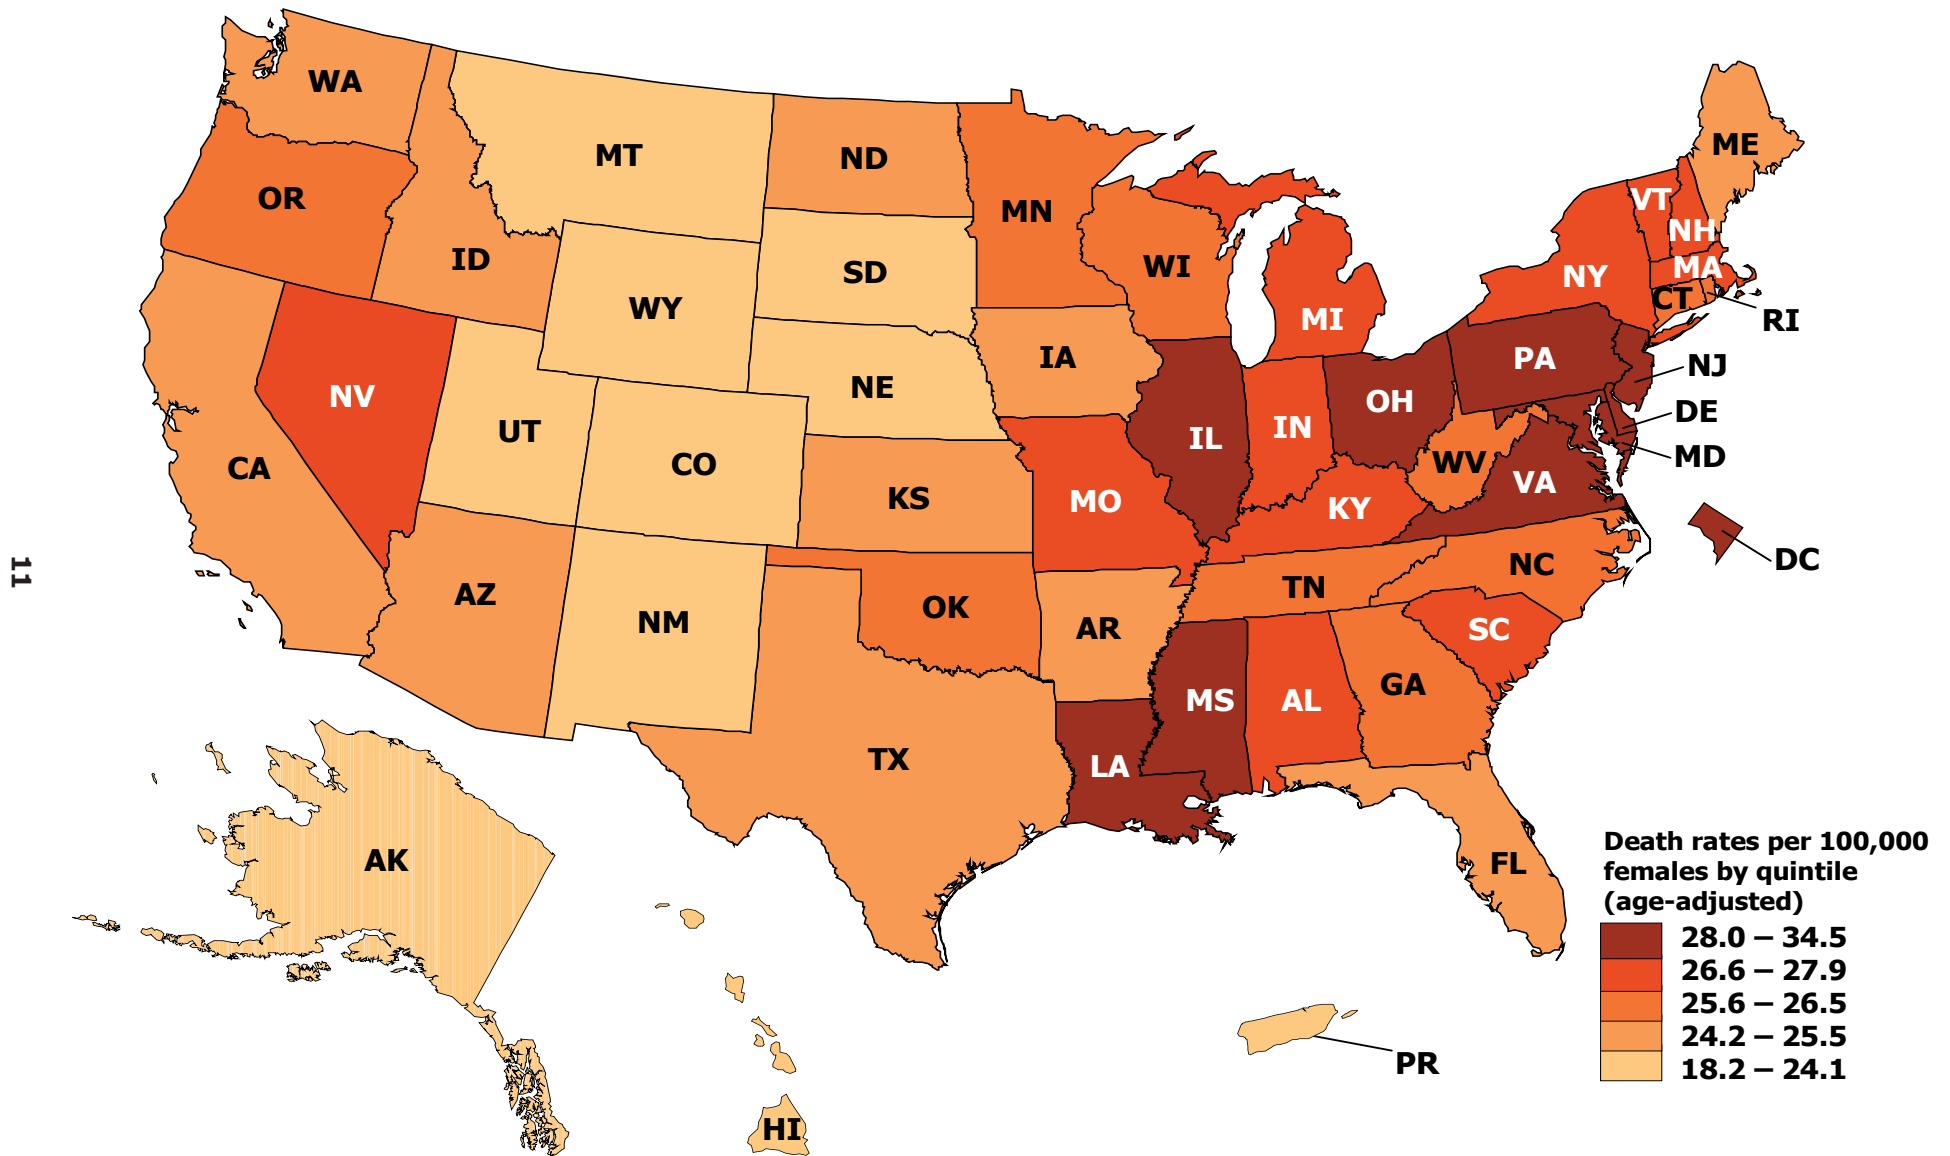 WA
MT
ND
MN
ME
OR
ID
SD
WI
VT
NH
WY
MI
NY
MA
CT
RI
NV
UT
CO
NE
IA
IL
IN
OH
PA
NJ
DE
MD
CA
KS
MO
KY
WV
VA
DC
AZ
NM
OK
AR
TN
NC
SC
TX
LA
MS
AL
GA
FL
AK
HI
PR
11
Death rates per 100,000
females by quintile
(age-adjusted)
28.0 – 34.5
26.6 – 27.9
25.6 – 26.5
24.2 – 25.5
18.2 – 24.1